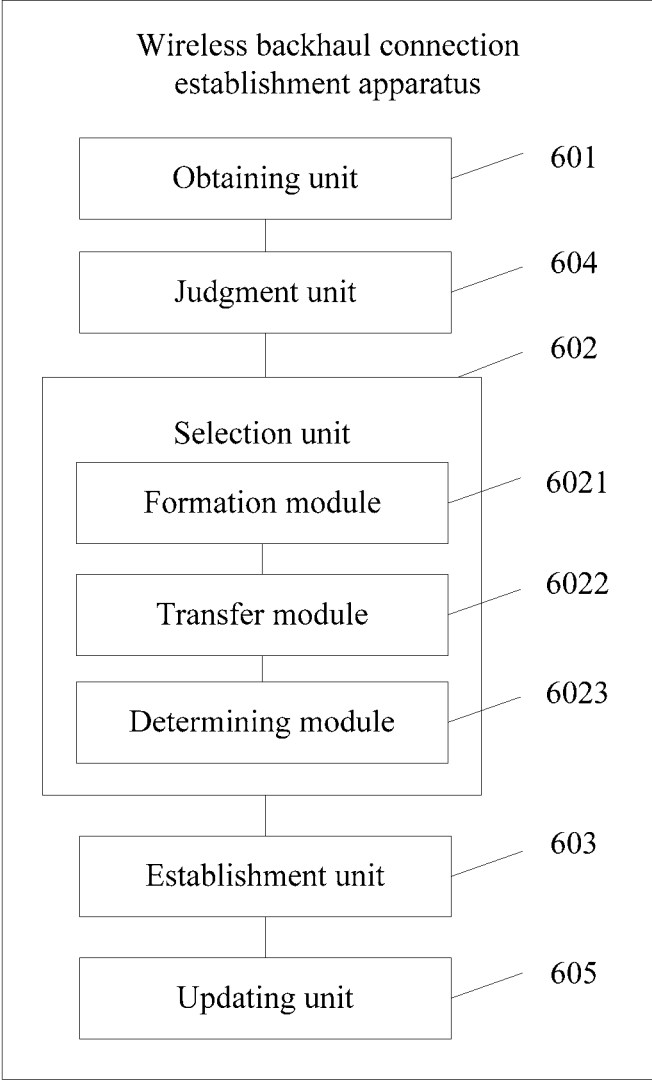 Wireless backhaul connection
establishment apparatus
Obtaining unit
601
Judgment unit
604
602
Selection unit
Formation module
6021
Transfer module
6022
Determining module
6023
Establishment unit
603
Updating unit
605